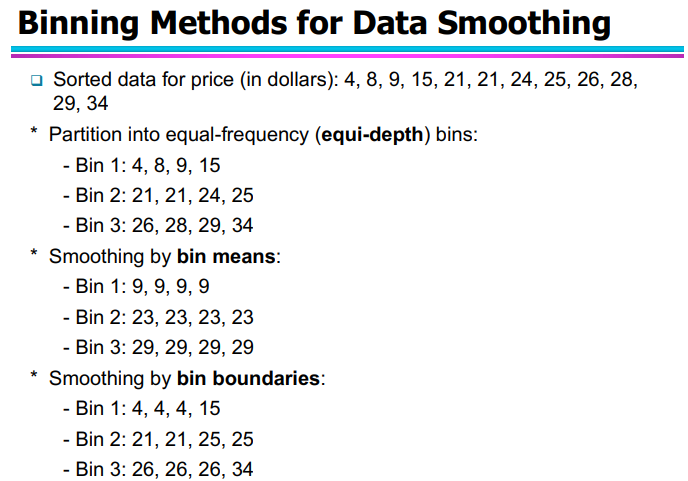 Binning Methods for Data Smoothing
Sorted data for price (in dollars): 4, 8, 9, 15, 21, 21, 24, 25, 26, 28,
29, 34
* Partition into equal-frequency (equi-depth) bins:
- Bin 1: 4, 8, 9, 15
- Bin 2: 21, 21, 24, 25
- Bin 3: 26, 28, 29, 34
* Smoothing by bin means:
- Bin 1: 9, 9, 9, 9
- Bin 2: 23, 23, 23, 23
- Bin 3: 29, 29, 29, 29
* Smoothing by bin boundaries:
- Bin 1: 4, 4, 4, 15
- Bin 2: 21, 21, 25, 25
- Bin 3: 26, 26, 26, 34